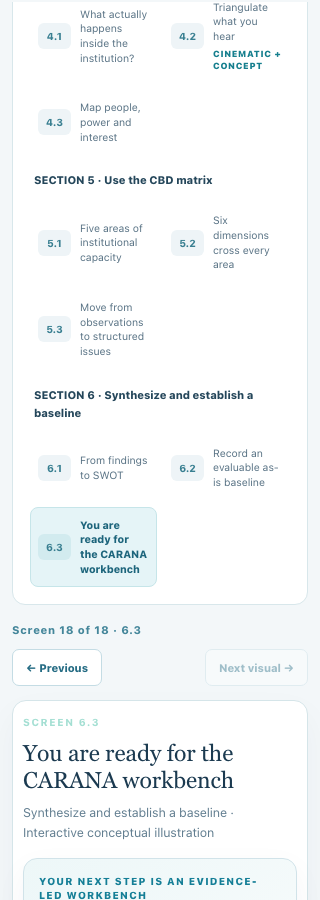 4.1
What actually
happens
inside the
institution?
4.2
Triangulate
what you
hear
CINEMATIC +
CONCEPT
4.3
Map people,
power and
interest
SECTION 5 · Use the CBD matrix
5.1
Five areas of
institutional
capacity
5.2
Six
dimensions
cross every
area
5.3
Move from
observations
to structured
issues
SECTION 6 · Synthesize and establish a
baseline
6.1
From findings
to SWOT
6.2
Record an
evaluable as-
is baseline
6.3
You are
ready for
the CARANA
workbench
Screen 18 of 18 · 6.3
← Previous
Next visual →
SCREEN 6.3
You are ready for the
CARANA workbench
Synthesize and establish a baseline ·
Interactive conceptual illustration
YOUR NEXT STEP IS AN EVIDENCE-
LED WORKBENCH